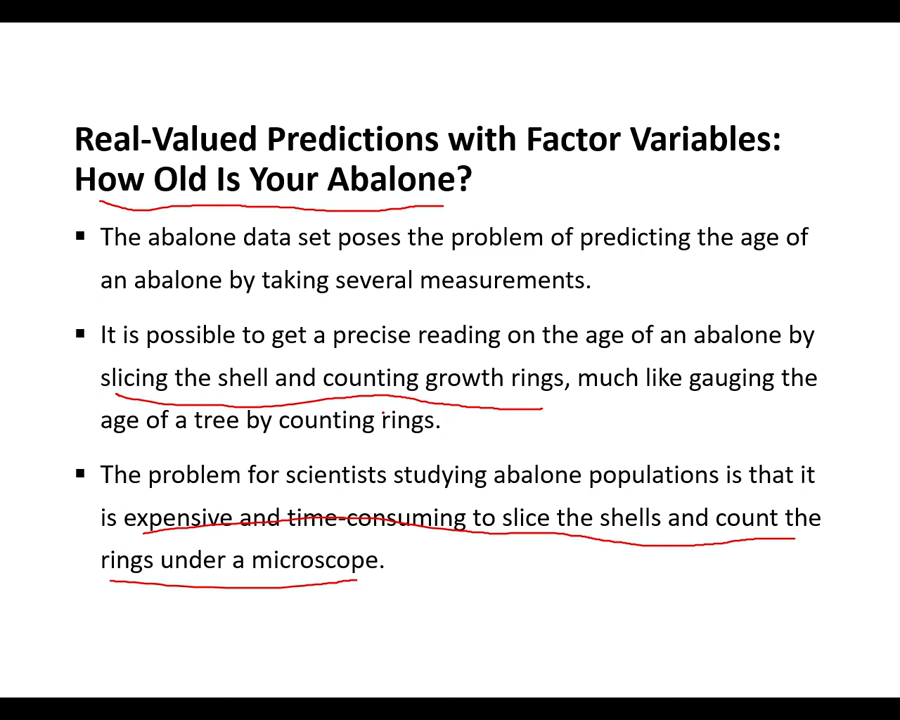 Real-Valued Predictions with Factor Variables:
How Old Is Your Abalone?
▪ The abalone data set poses the problem of predicting the age of
an abalone by taking several measurements.
▪ It is possible to get a precise reading on the age of an abalone by
slicing the shell and counting growth rings, much like gauging the
age of a tree by counting rings.
▪ The problem for scientists studying abalone populations is that it
is expensive and time-consuming to slice the shells and count the
rings under a microscope.